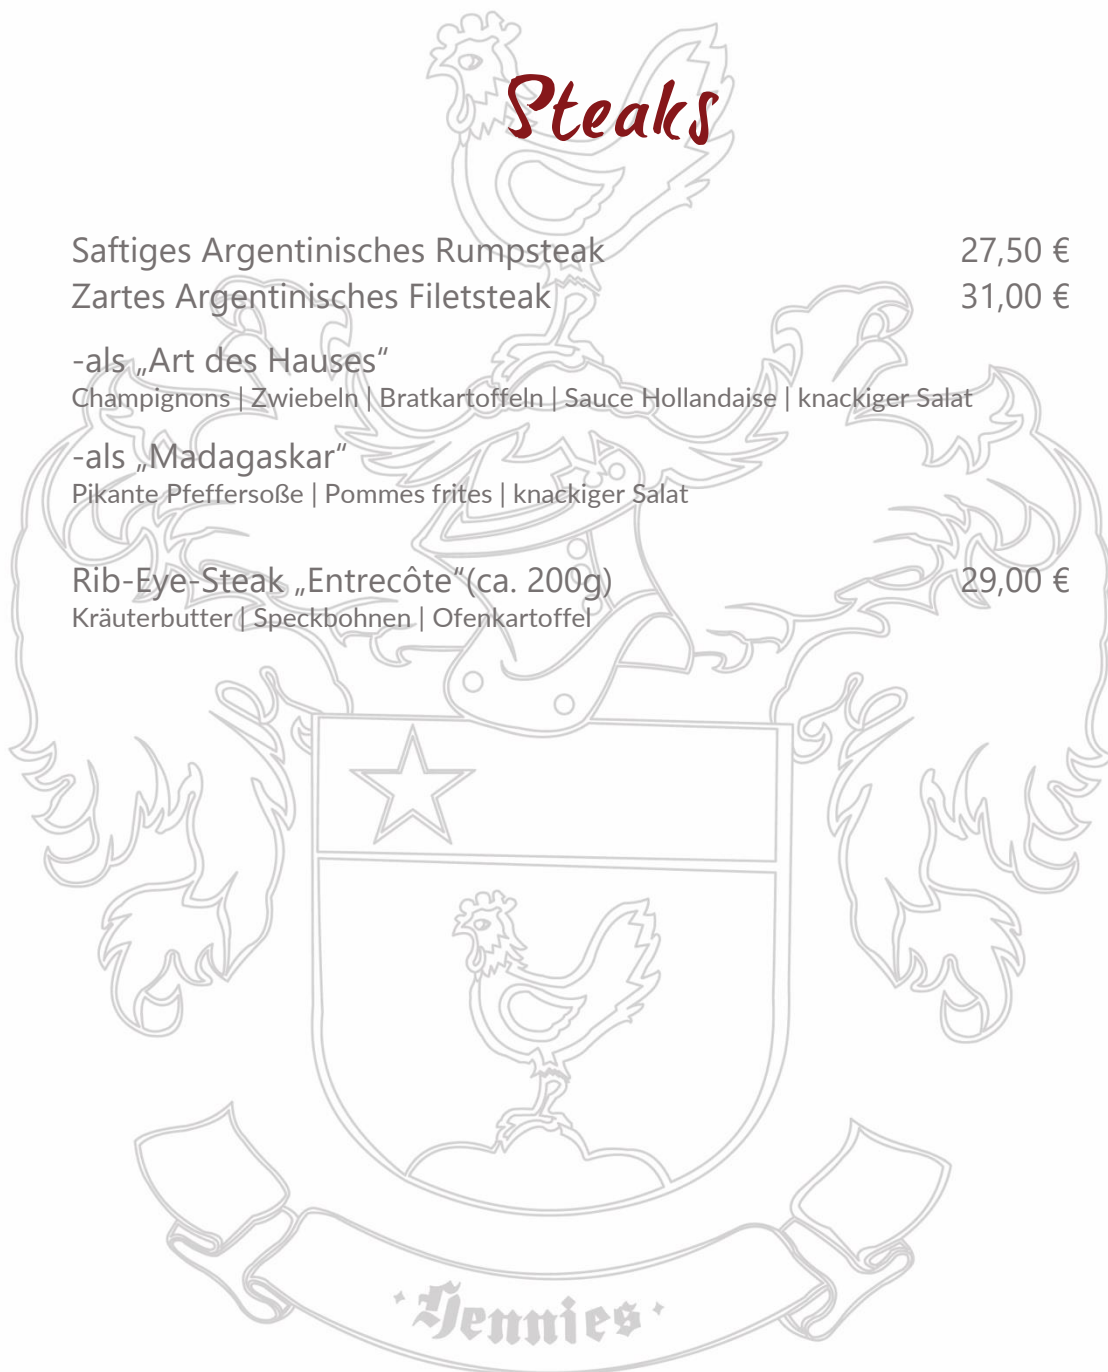 Steaks
Saftiges Argentinisches Rumpsteak 27,50 €
Zartes Argentinisches Filetsteak 31,00 €
-als „Art des Hauses“
Champignons | Zwiebeln | Bratkartoffeln | Sauce Hollandaise | knackiger Salat
-als „Madagaskar“
Pikante Pfeffersoße | Pommes frites | knackiger Salat
Rib-Eye-Steak „Entrecôte“(ca. 200g) 29,00 €
Kräuterbutter | Speckbohnen | Ofenkartoffel
· Hennies ·